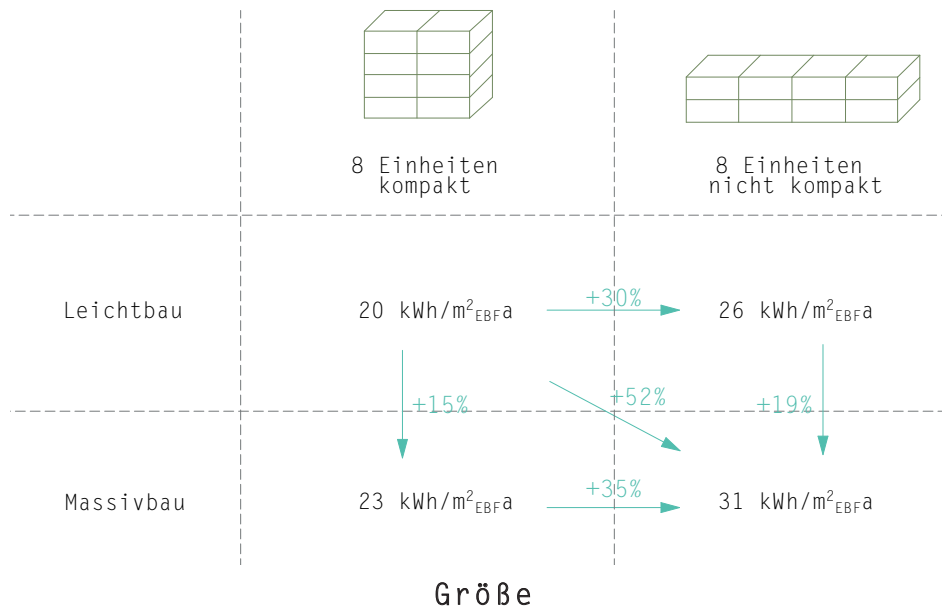 8 Einheiten
kompakt
8 Einheiten
nicht kompakt
Leichtbau
20 kWh/m²EBFa
+30%
26 kWh/m²EBFa
+15%
+52%
+19%
Massivbau
23 kWh/m²EBFa
+35%
31 kWh/m²EBFa
Größe